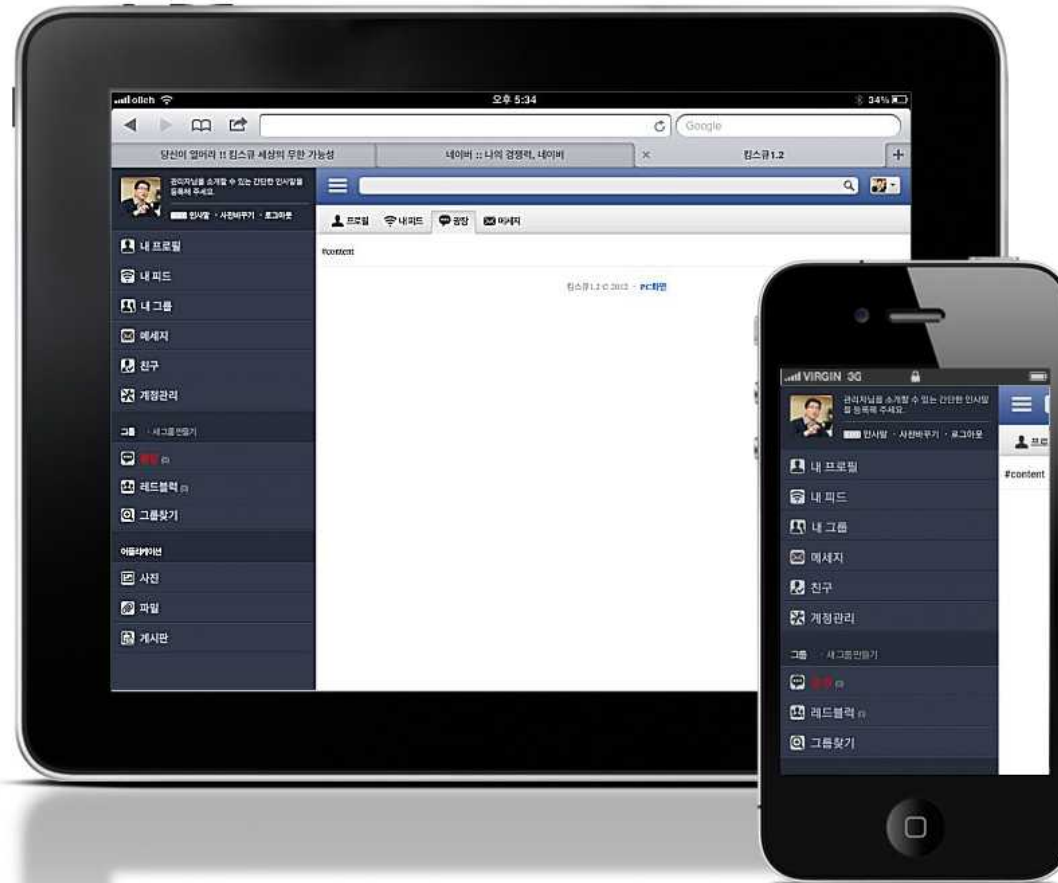 olleh 오후 5:34 34%
Google
당신이 열어라 !! 킴스큐 세상의 무한 가능성 네이버 :: 나의 경쟁력, 네이버 × 킴스큐1.2 +
관리자님을 소개할 수 있는 간단한 인사말을
등록해 주세요.
인사말 · 사진바꾸기 · 로그아웃
프로필 내 피드 광장 메세지
#content
킴스큐1.2 © 2012 · PC화면
내 프로필
내 피드
내 그룹
메세지
친구
계정관리
그룹 · 새그룹만들기
광장 (0)
레드블럭 (0)
그룹찾기
어플리케이션
사진
파일
게시판
VIRGIN 3G
관리자님을 소개할 수 있는 간단한 인사말
을 등록해 주세요.
인사말 · 사진바꾸기 · 로그아웃
프로
#content
내 프로필
내 피드
내 그룹
메세지
친구
계정관리
그룹 · 새그룹만들기
(0)
레드블럭 (0)
그룹찾기